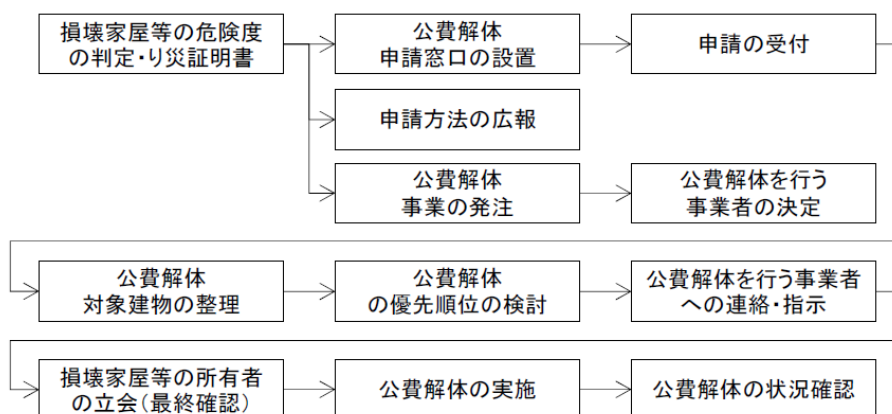 損壊家屋等の危険度
の判定・り災証明書
公費解体
申請窓口の設置
申請の受付
申請方法の広報
公費解体
事業の発注
公費解体を行う
事業者の決定
公費解体
対象建物の整理
公費解体
の優先順位の検討
公費解体を行う事業者
への連絡・指示
損壊家屋等の所有者
の立会(最終確認)
公費解体の実施
公費解体の状況確認